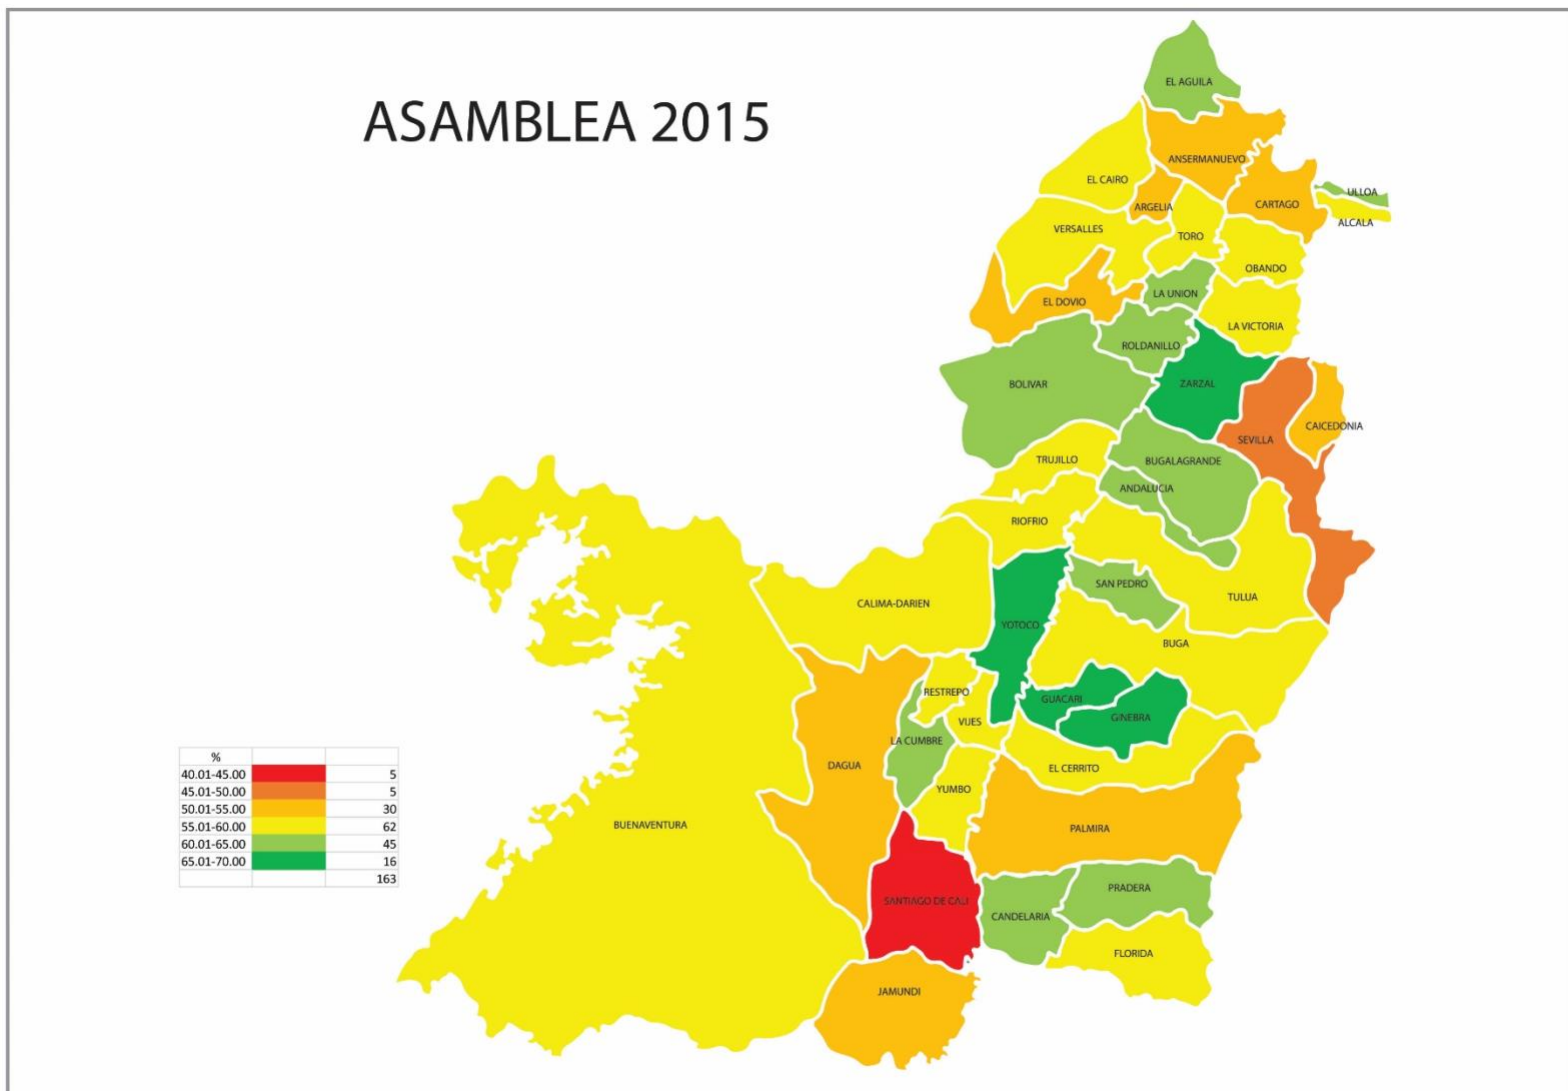 ASAMBLEA 2015
EL AGUILA
ANSERMANUEVO
EL CAIRO
ULLOA
ARGELIA
CARTAGO
ALCALA
VERSALLES
TORO
OBANDO
LA UNION
EL DOVIO
LA VICTORIA
ROLDANILLO
BOLIVAR
ZARZAL
CAICEDONIA
SEVILLA
TRUJILLO
BUGALAGRANDE
ANDALUCIA
RIOFRIO
SAN PEDRO
TULUA
CALIMA-DARIEN
YOTOCO
BUGA
RESTREPO
GUACARI
VIJES
GINEBRA
LA CUMBRE
DAGUA
EL CERRITO
YUMBO
BUENAVENTURA
PALMIRA
PRADERA
SANTIAGO DE CALI
CANDELARIA
FLORIDA
JAMUNDI
%
40.01-45.00 5
45.01-50.00 5
50.01-55.00 30
55.01-60.00 62
60.01-65.00 45
65.01-70.00 16
163